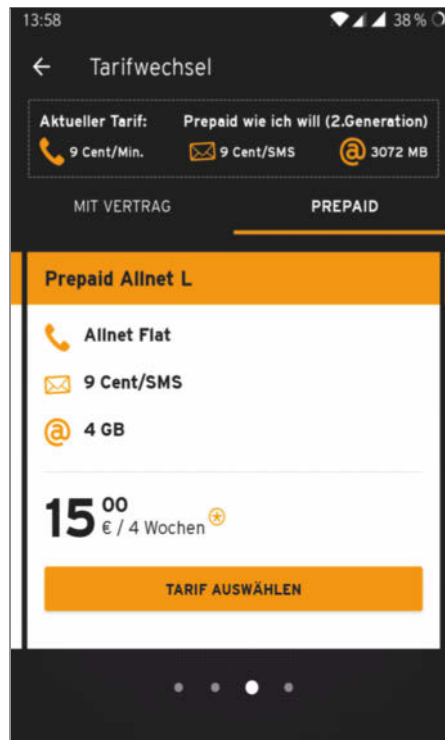 13:58
38 %
Tarifwechsel
Aktueller Tarif: Prepaid wie ich will (2.Generation)
9 Cent/Min. 9 Cent/SMS 3072 MB
MIT VERTRAG PREPAID
Prepaid Allnet L
Allnet Flat
9 Cent/SMS
4 GB
15 00
€ / 4 Wochen
TARIF AUSWÄHLEN